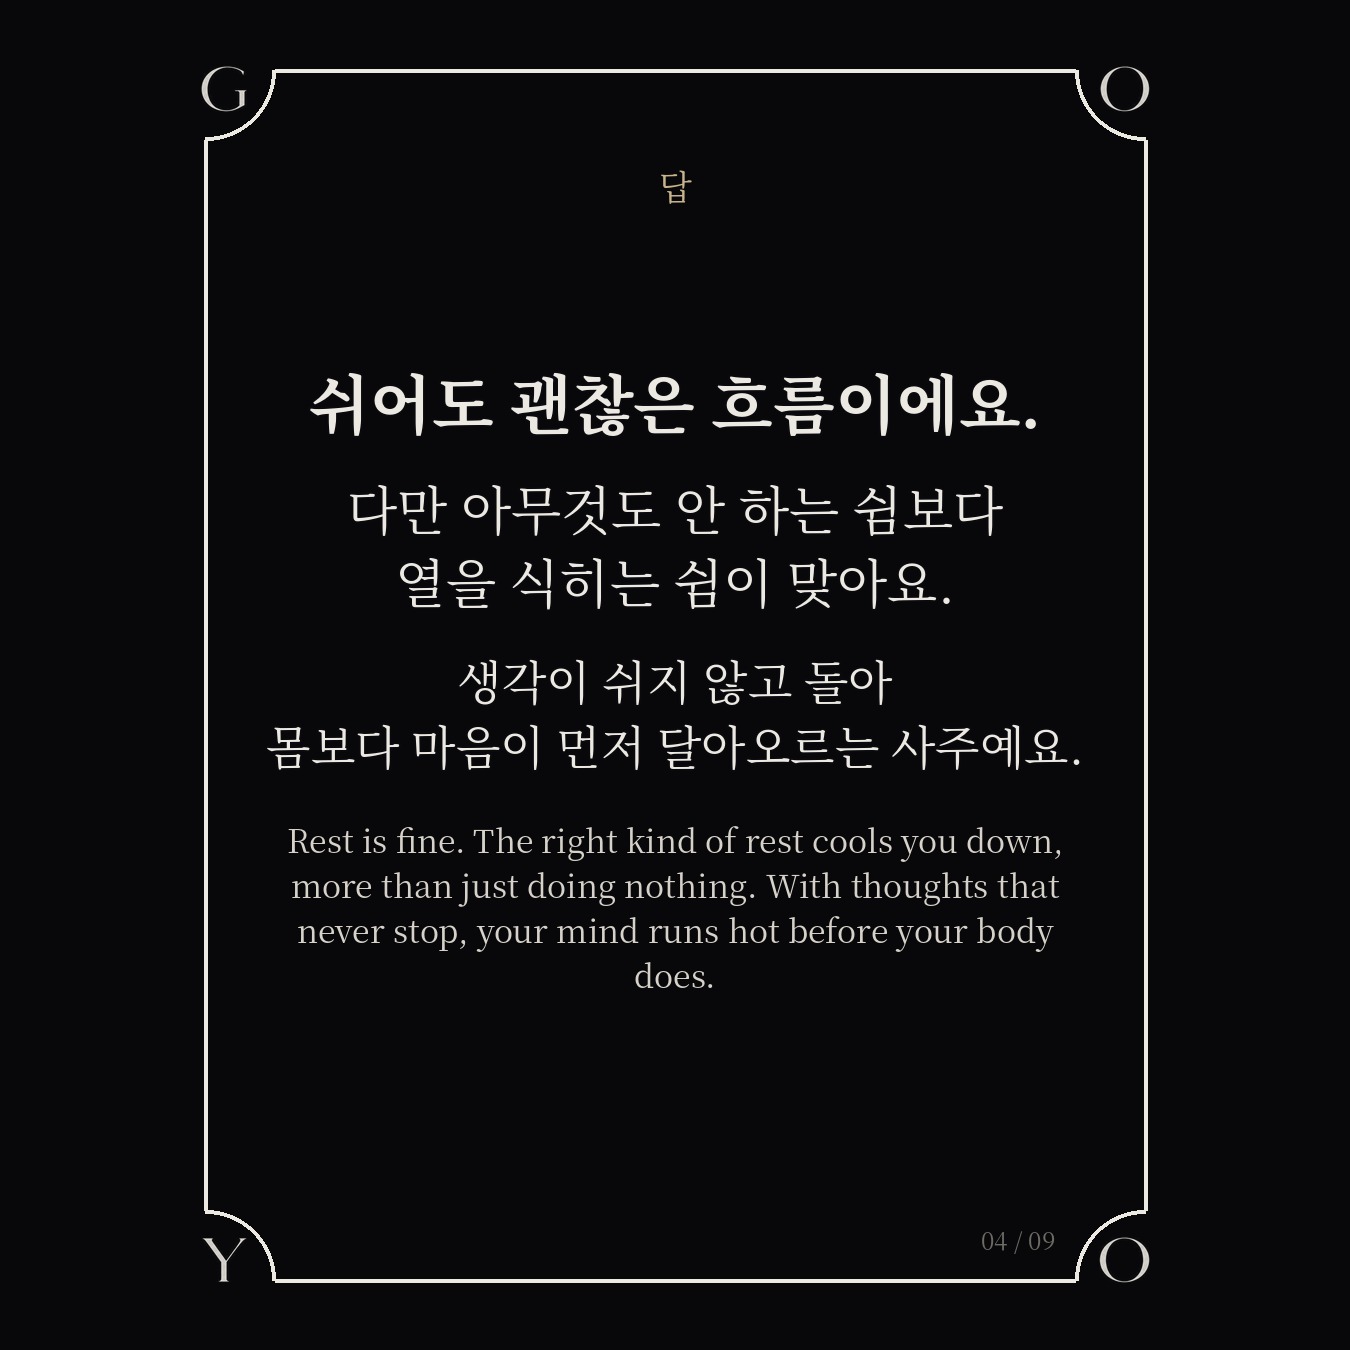 G O
답
쉬어도 괜찮은 흐름이에요.
다만 아무것도 안 하는 쉼보다
열을 식히는 쉼이 맞아요.
생각이 쉬지 않고 돌아
몸보다 마음이 먼저 달아오르는 사주예요.
Rest is fine. The right kind of rest cools you down,
more than just doing nothing. With thoughts that
never stop, your mind runs hot before your body
does.
04 / 09
Y O